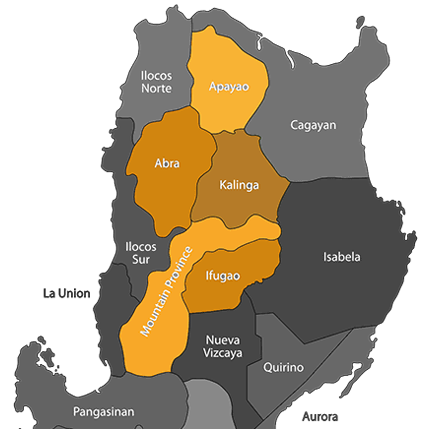 Ilocos
Norte
Apayao
Cagayan
Abra
Kalinga
Ilocos
Sur
Isabela
Mountain Province
Ifugao
La Union
Nueva
Vizcaya
Quirino
Pangasinan
Aurora